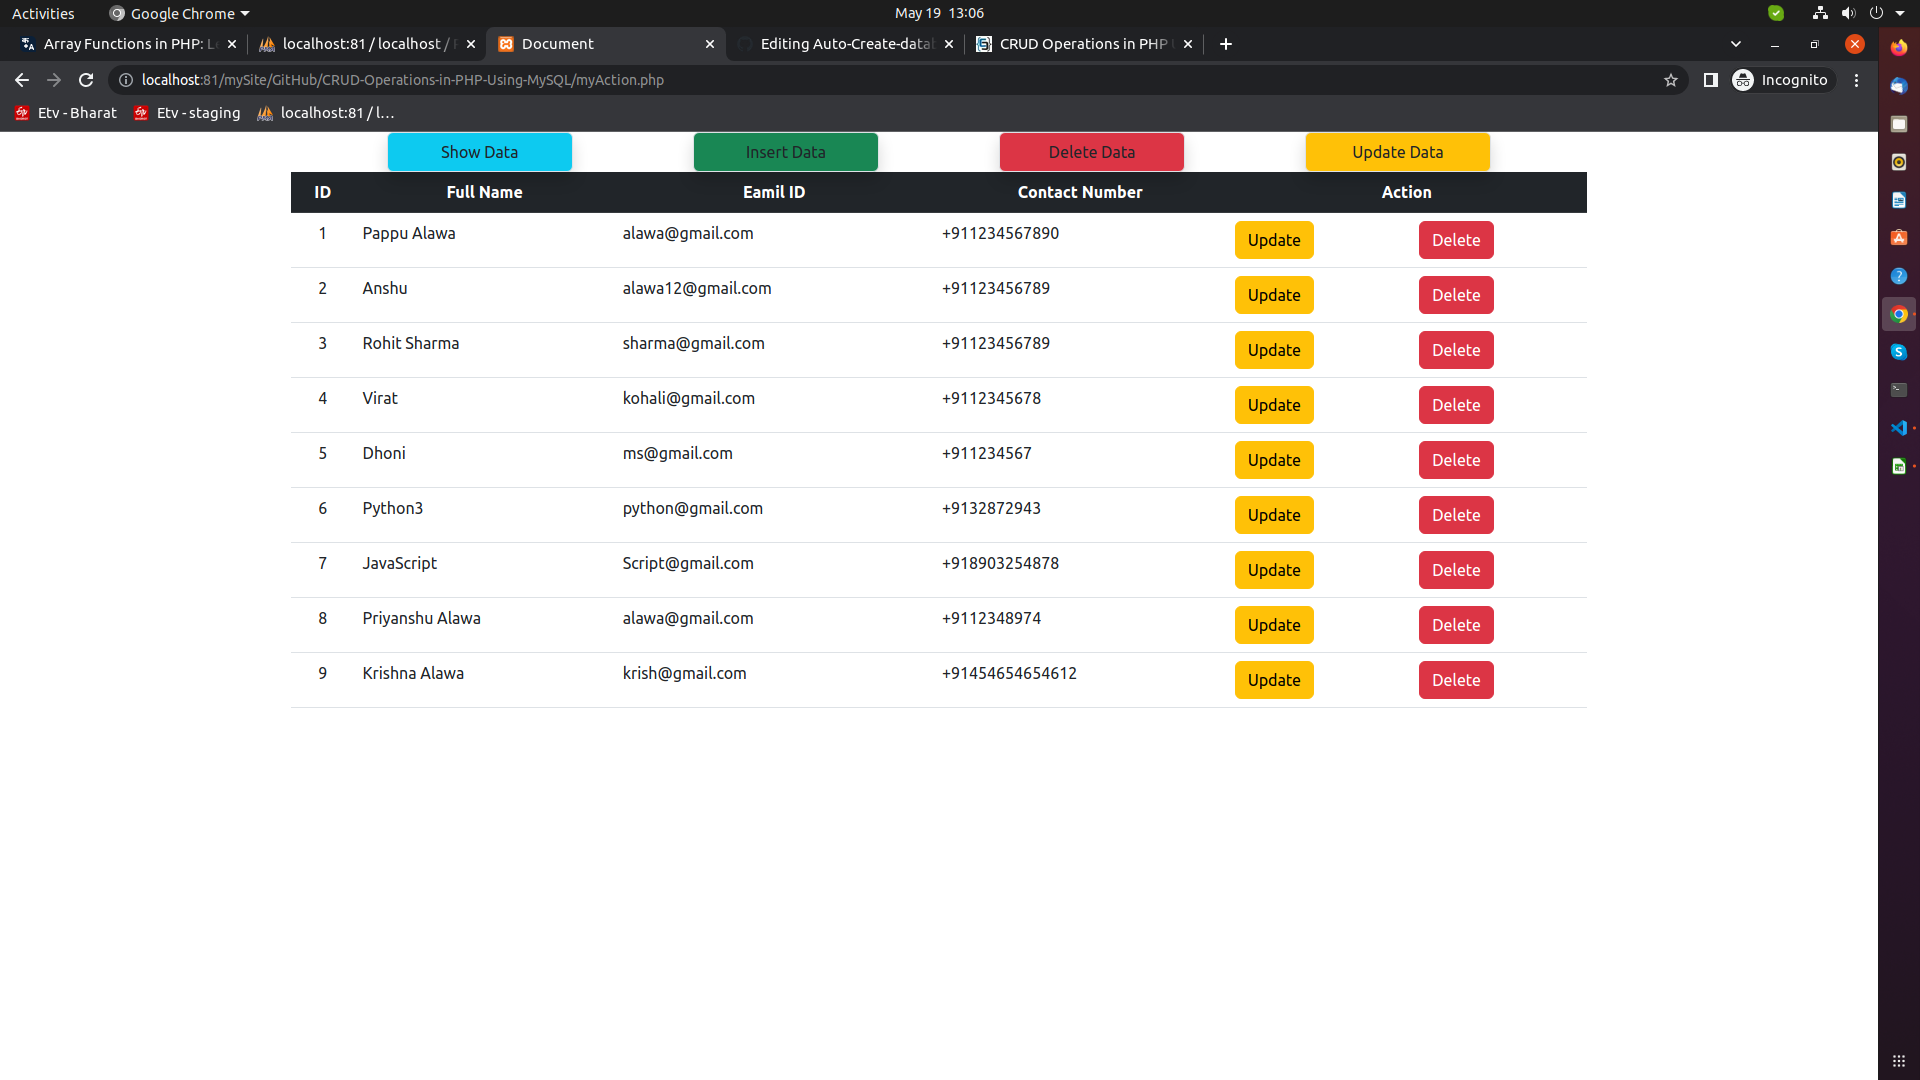 Activities Google Chrome May 19 13:06
Array Functions in PHP: localhost:81 / localhost / Document Editing Auto-Create-data CRUD Operations in PHP
localhost:81/mySite/GitHub/CRUD-Operations-in-PHP-Using-MySQL/myAction.php Incognito
Etv - Bharat Etv - staging localhost:81 / l...
Show Data Insert Data Delete Data Update Data
ID Full Name Eamil ID Contact Number Action
1 Pappu Alawa alawa@gmail.com +911234567890 Update Delete
2 Anshu alawa12@gmail.com +91123456789 Update Delete
3 Rohit Sharma sharma@gmail.com +91123456789 Update Delete
4 Virat kohali@gmail.com +9112345678 Update Delete
5 Dhoni ms@gmail.com +911234567 Update Delete
6 Python3 python@gmail.com +9132872943 Update Delete
7 JavaScript Script@gmail.com +918903254878 Update Delete
8 Priyanshu Alawa alawa@gmail.com +9112348974 Update Delete
9 Krishna Alawa krish@gmail.com +91454654654612 Update Delete